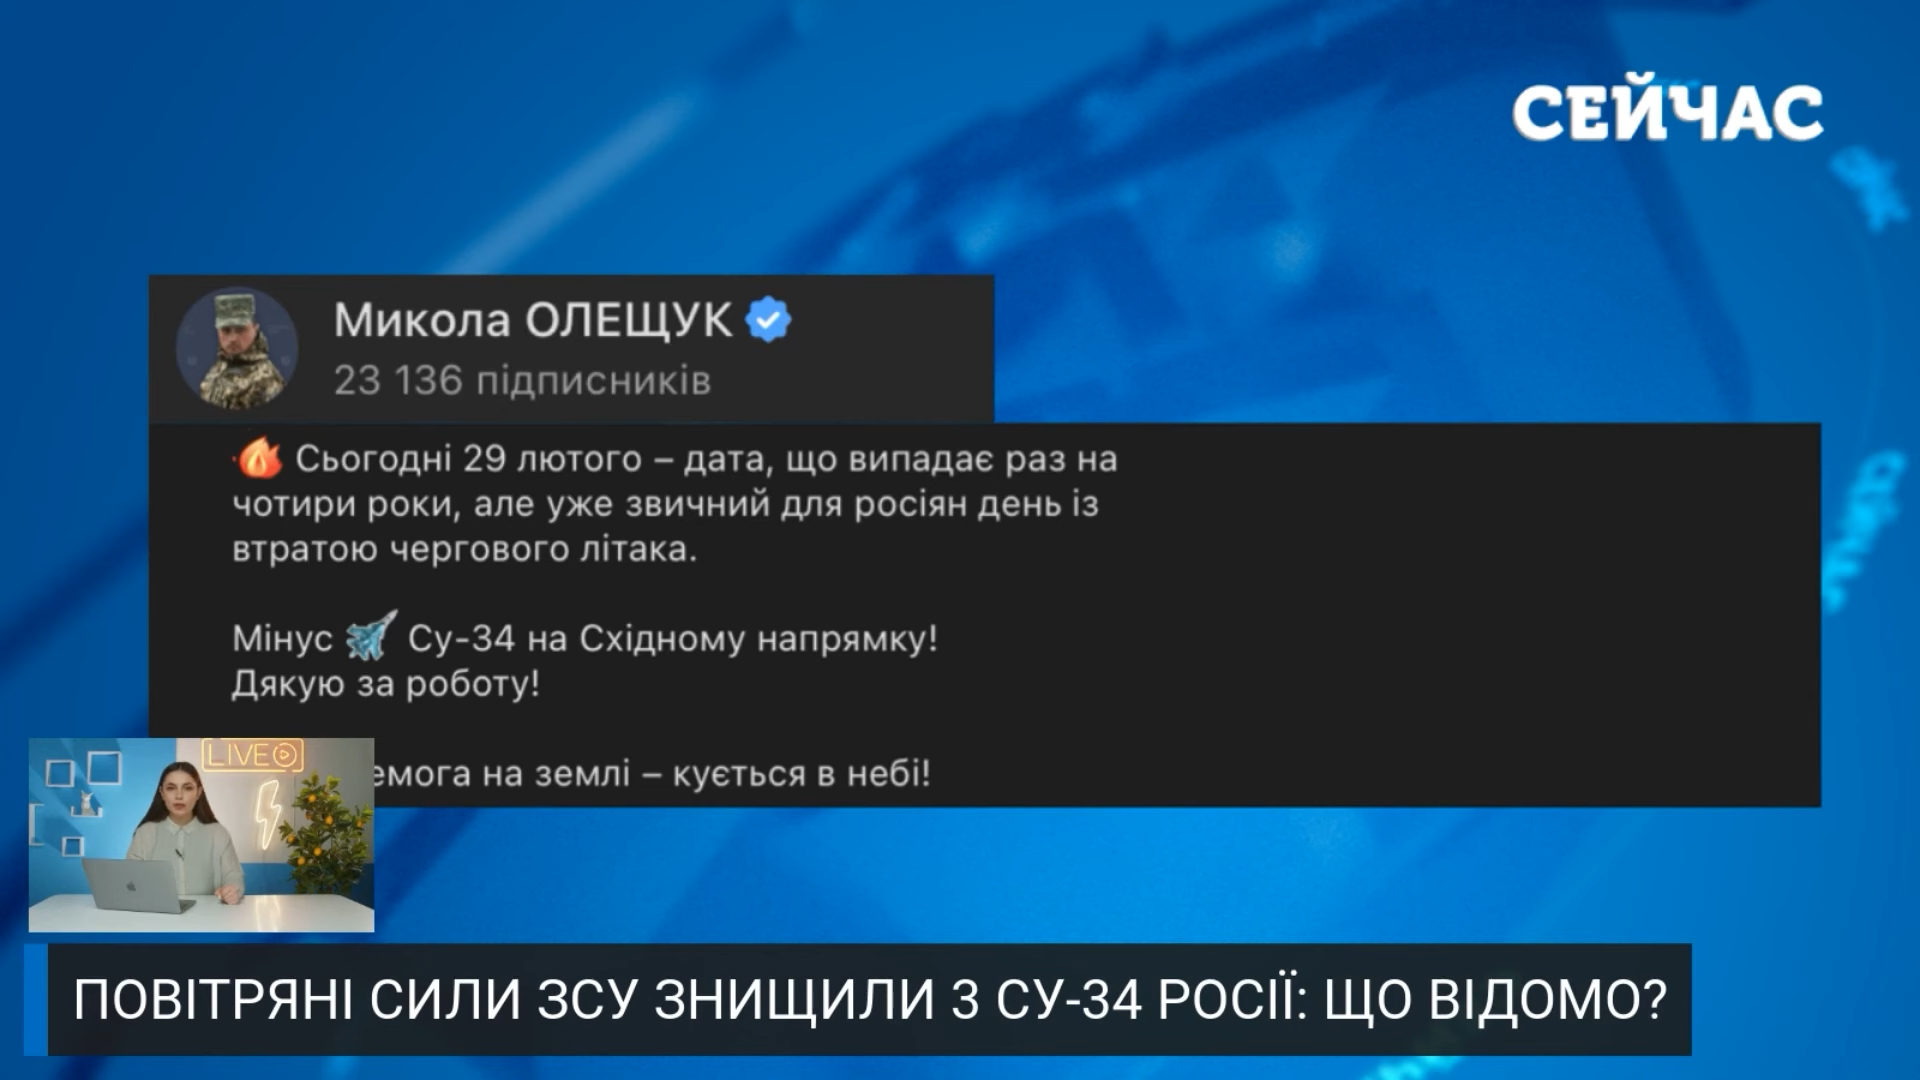 СЕЙЧАС
Микола ОЛЕЩУК
23 136 підписників
Сьогодні 29 лютого – дата, що випадає раз на
чотири роки, але уже звичний для росіян день із
втратою чергового літака.
Мінус Су-34 на Східному напрямку!
Дякую за роботу!
емога на землі – кується в небі!
LIVE
ПОВІТРЯНІ СИЛИ ЗСУ ЗНИЩИЛИ 3 СУ-34 РОСІЇ: ЩО ВІДОМО?